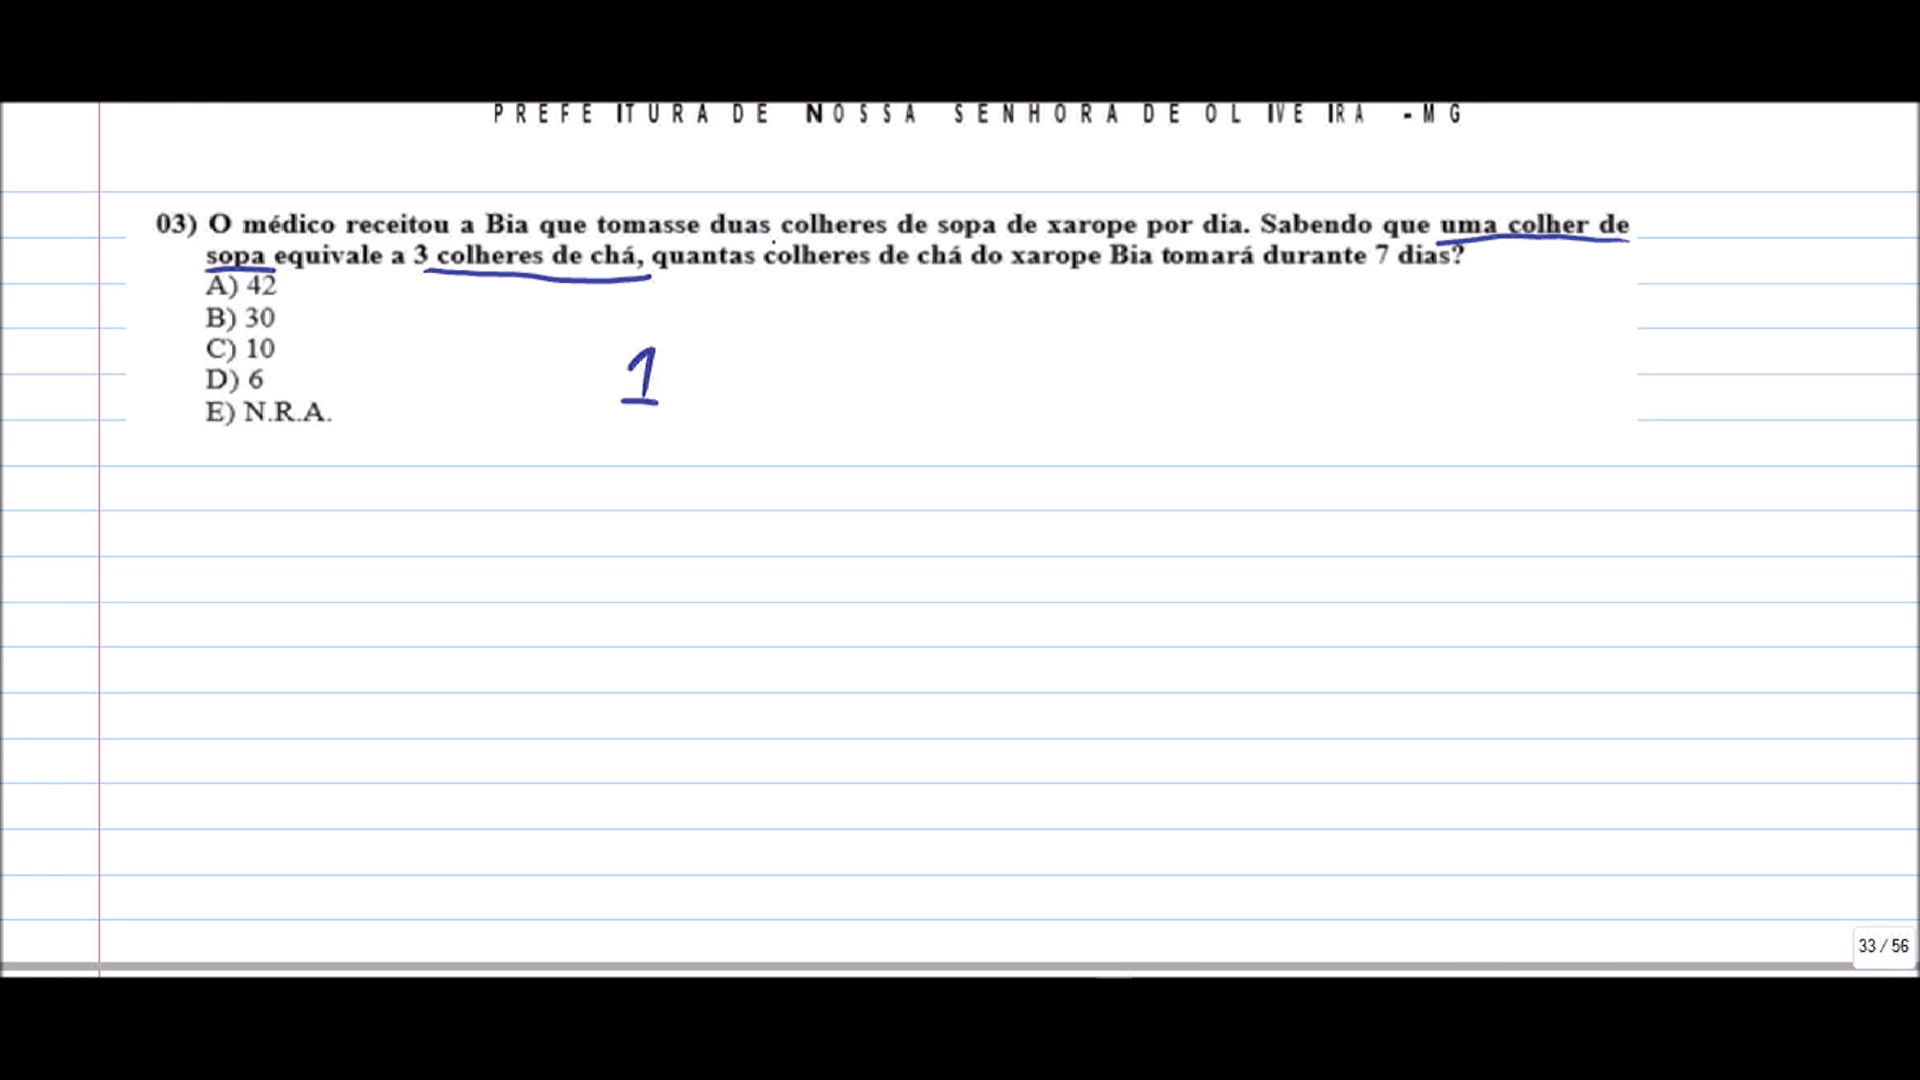 PREFEITURA DE NOSSA SENHORA DE OLIVEIRA - MG
03) O médico receitou a Bia que tomasse duas colheres de sopa de xarope por dia. Sabendo que uma colher de
sopa equivale a 3 colheres de chá, quantas colheres de chá do xarope Bia tomará durante 7 dias?
A) 42
B) 30
C) 10
D) 6
E) N.R.A.
1
33 / 56